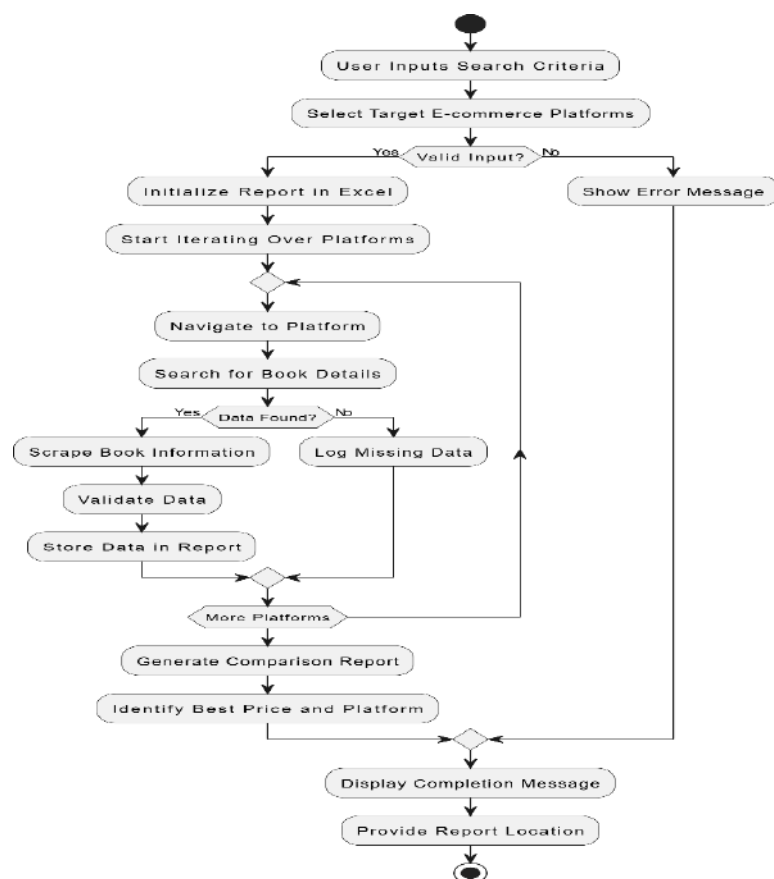 User Inputs Search Criteria
Select Target E-commerce Platforms
Yes
Valid Input?
No
Initialize Report in Excel
Show Error Message
Start Iterating Over Platforms
Navigate to Platform
Search for Book Details
Yes
Data Found?
No
Scrape Book Information
Log Missing Data
Validate Data
Store Data in Report
More Platforms
Generate Comparison Report
Identify Best Price and Platform
Display Completion Message
Provide Report Location